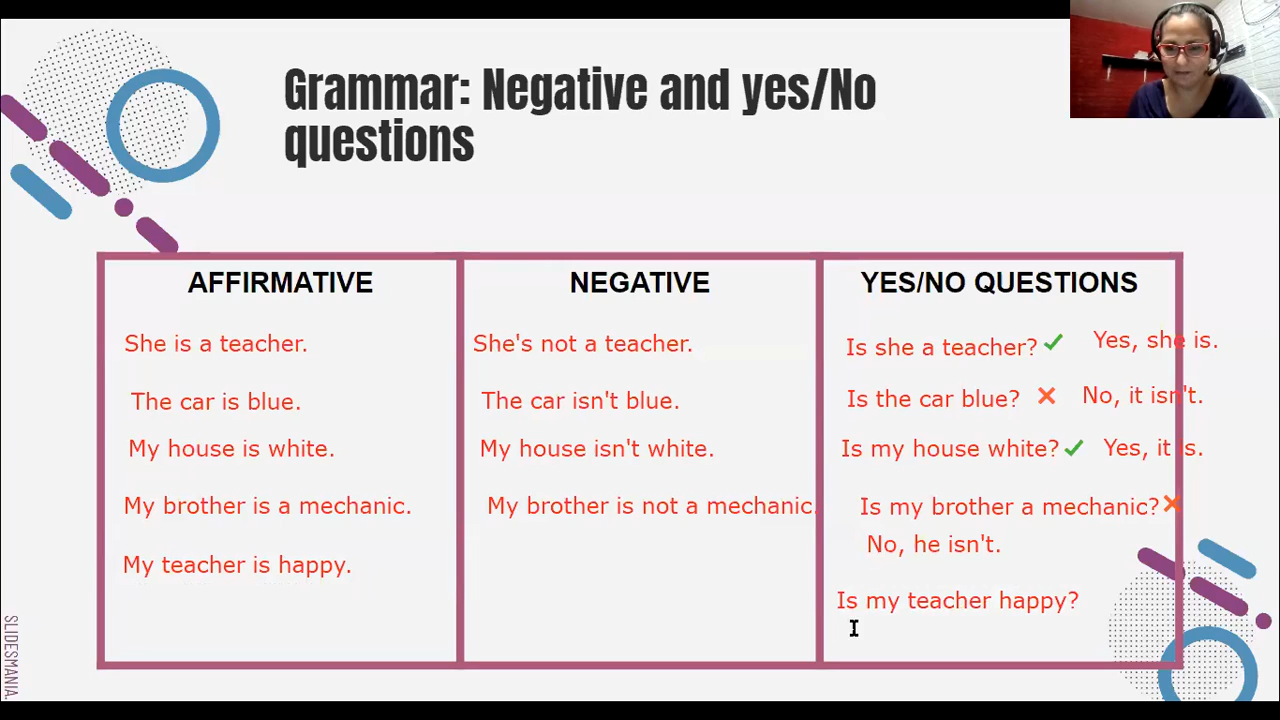 Grammar: Negative and yes/No
questions
AFFIRMATIVE
She is a teacher.
The car is blue.
My house is white.
My brother is a mechanic.
My teacher is happy.
NEGATIVE
She's not a teacher.
The car isn't blue.
My house isn't white.
My brother is not a mechanic.
YES/NO QUESTIONS
Is she a teacher? ✓ Yes, she is.
Is the car blue? ✕ No, it isn't.
Is my house white? ✓ Yes, it is.
Is my brother a mechanic? ✕
No, he isn't.
Is my teacher happy?
SLIDESMANIA.